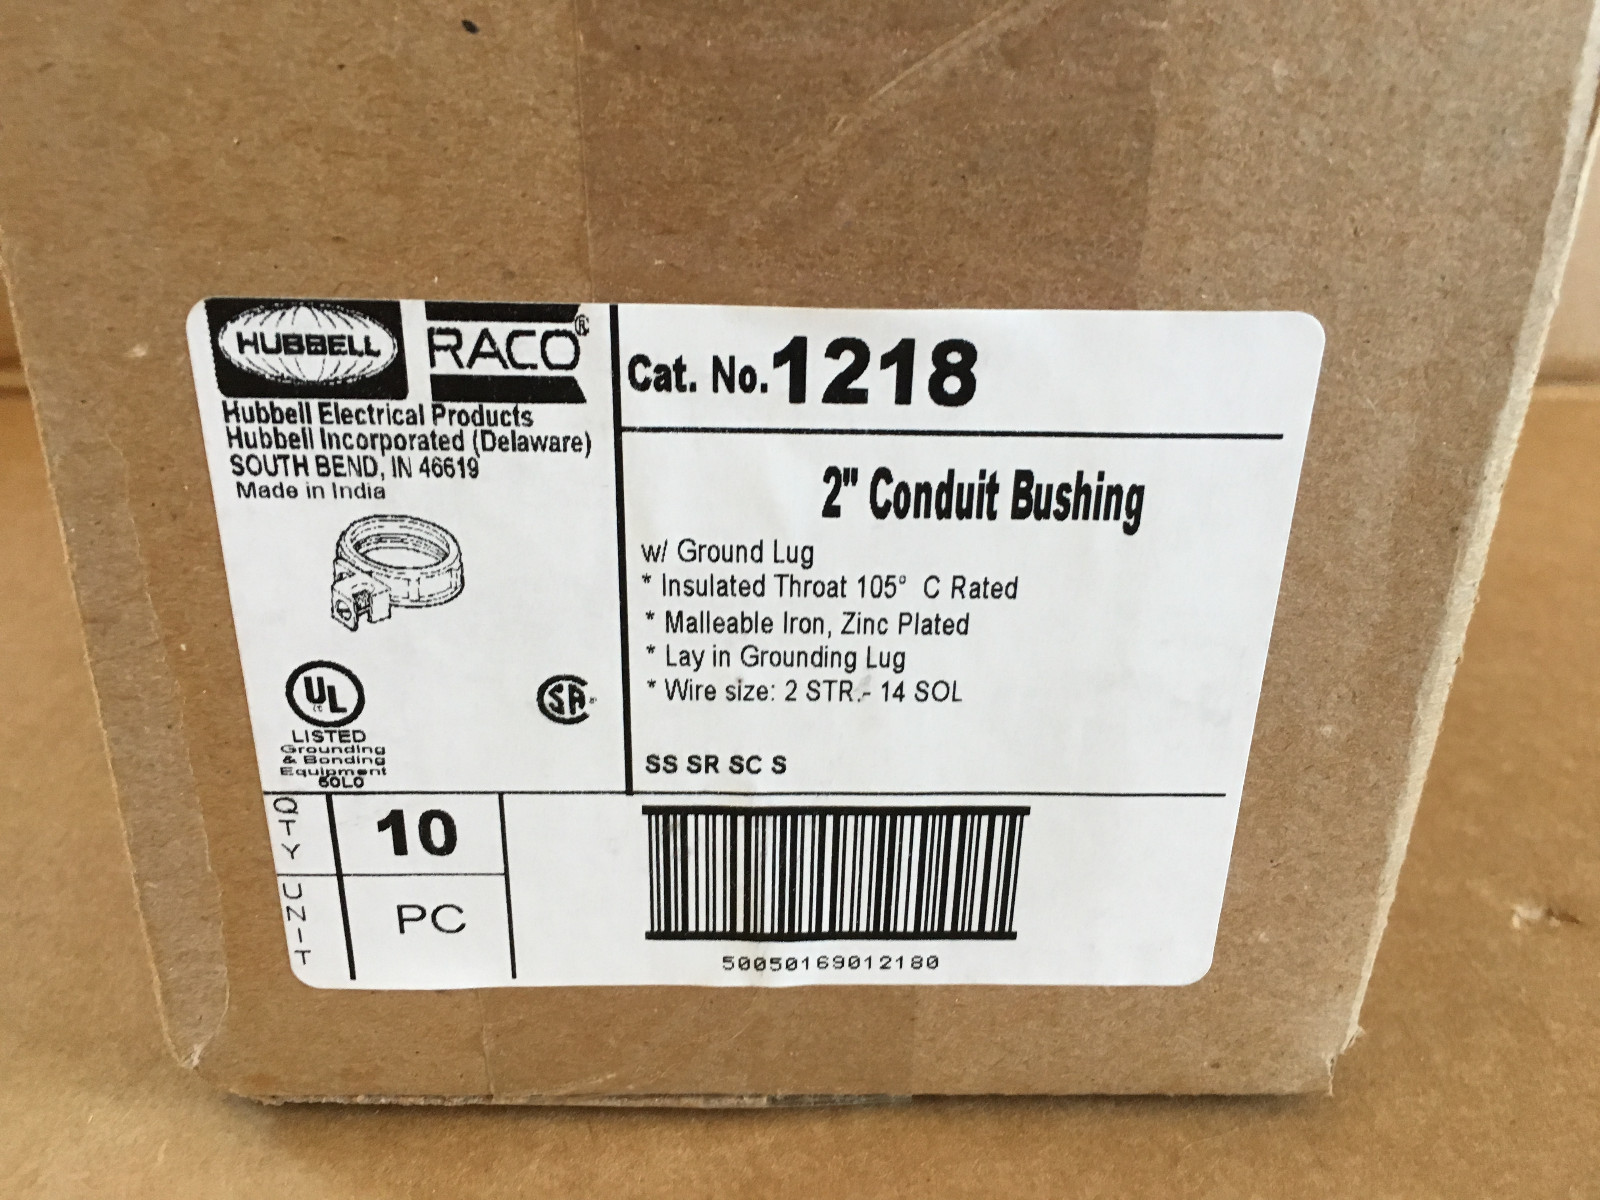 HUBBELL
RACO®
Hubbell Electrical Products
Hubbell Incorporated (Delaware)
SOUTH BEND, IN 46619
Made in India
UL
LISTED
Grounding
& Bonding
Equipment
60L0
SA
Cat. No. 1218
2" Conduit Bushing
w/ Ground Lug
* Insulated Throat 105° C Rated
* Malleable Iron, Zinc Plated
* Lay in Grounding Lug
* Wire size: 2 STR.- 14 SOL
SS SR SC S
QTY 10
UNIT PC
50050169012180